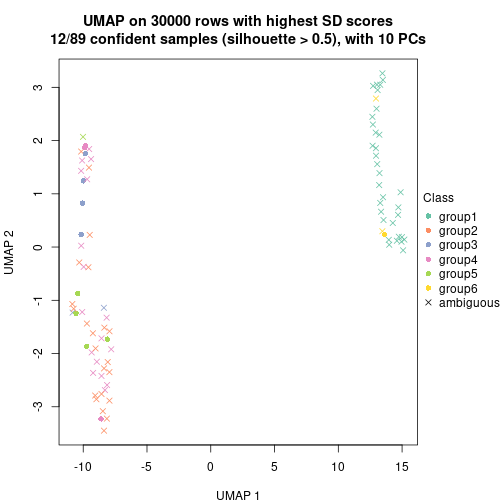 UMAP on 30000 rows with highest SD scores
12/89 confident samples (silhouette > 0.5), with 10 PCs
3
2
1
0
-1
-2
-3
UMAP 2
-10
-5
0
5
10
15
UMAP 1
Class
group1
group2
group3
group4
group5
group6
ambiguous